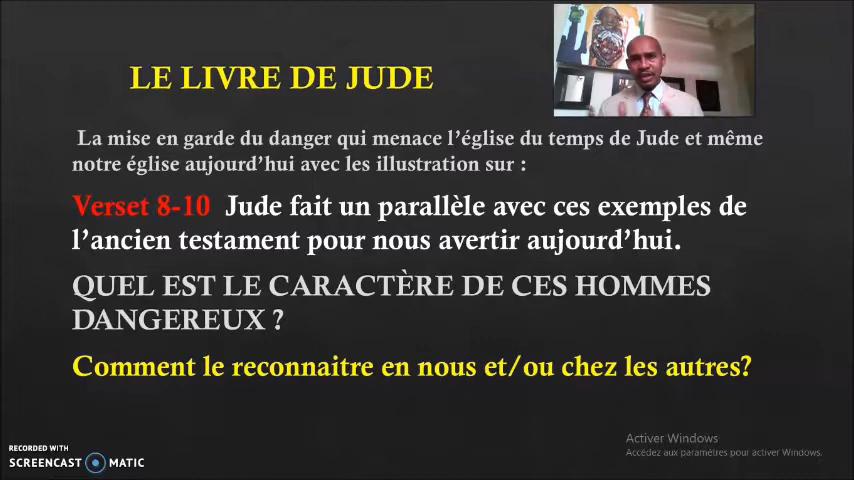 LE LIVRE DE JUDE
La mise en garde du danger qui menace l'église du temps de Jude et même
notre église aujourd'hui avec les illustration sur :
Verset 8-10 Jude fait un parallèle avec ces exemples de
l'ancien testament pour nous avertir aujourd'hui.
QUEL EST LE CARACTÈRE DE CES HOMMES
DANGEREUX ?
Comment le reconnaitre en nous et/ou chez les autres?
RECORDED WITH
SCREENCAST MATIC
Activer Windows
Accédez aux paramètres pour activer Windows.